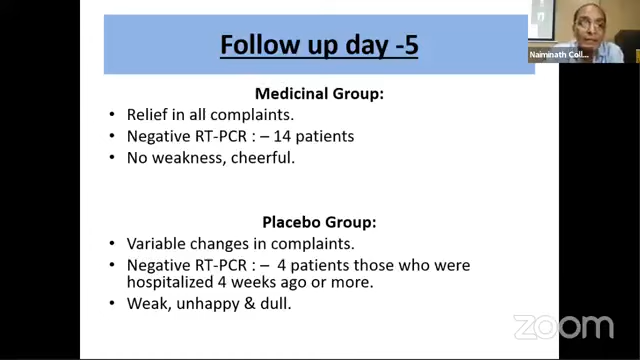 Follow up day -5
Naiminath Coll...
Medicinal Group:
• Relief in all complaints.
• Negative RT-PCR : – 14 patients
• No weakness, cheerful.
Placebo Group:
• Variable changes in complaints.
• Negative RT-PCR : – 4 patients those who were
hospitalized 4 weeks ago or more.
• Weak, unhappy & dull.
zoom